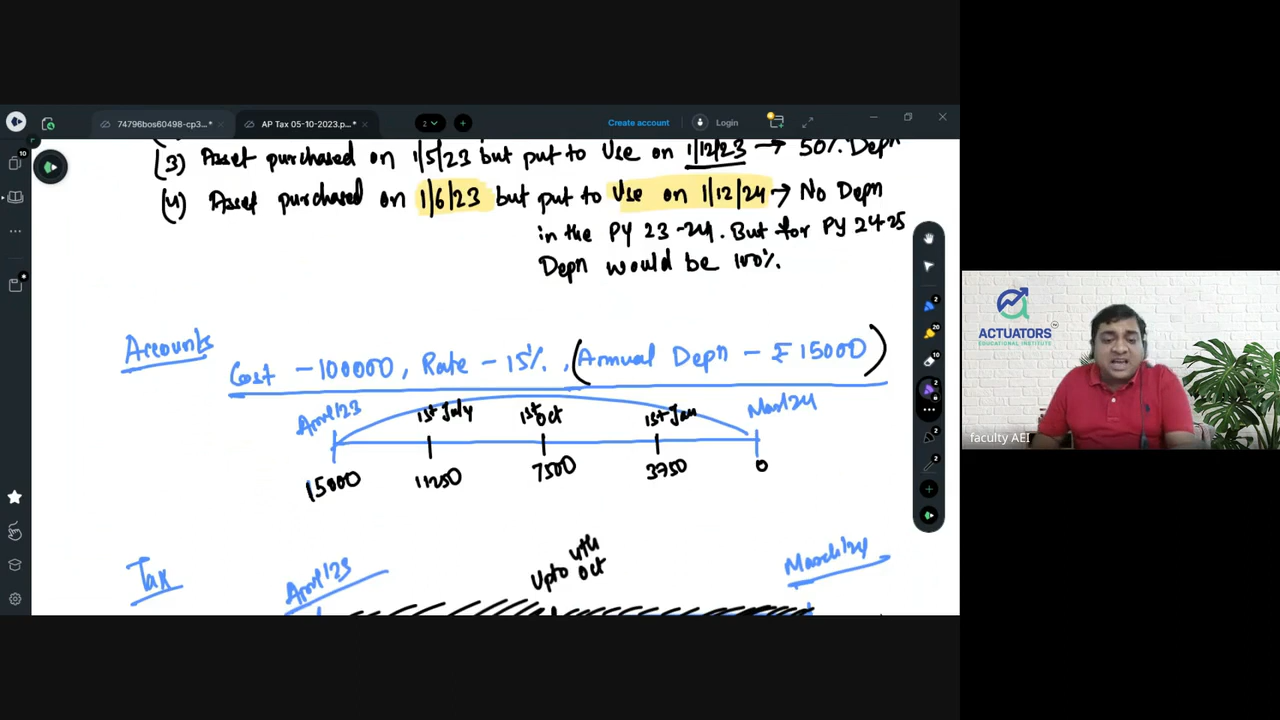 74796bos60498-cp3...*
AP Tax 05-10-2023.p...*
2
Create account
Login
(3) Asset purchased on 1/5/23 but put to Use on 1/12/23 → 50% Depn
(4) Asset purchased on 1/6/23 but put to Use on 1/12/24 → No Depn
in the PY 23-24. But for PY 24-25
Depn would be 100%.
Accounts
Cost - 100000, Rate - 15%, (Annual Depn - ₹ 15000)
April/23 1st July 1st Oct 1st Jan Mar/24
15000 11250 7500 3750 0
Tax
April/23
Upto 4th Oct
March/24
ACTUATORS
EDUCATIONAL INSTITUTE
faculty AEI